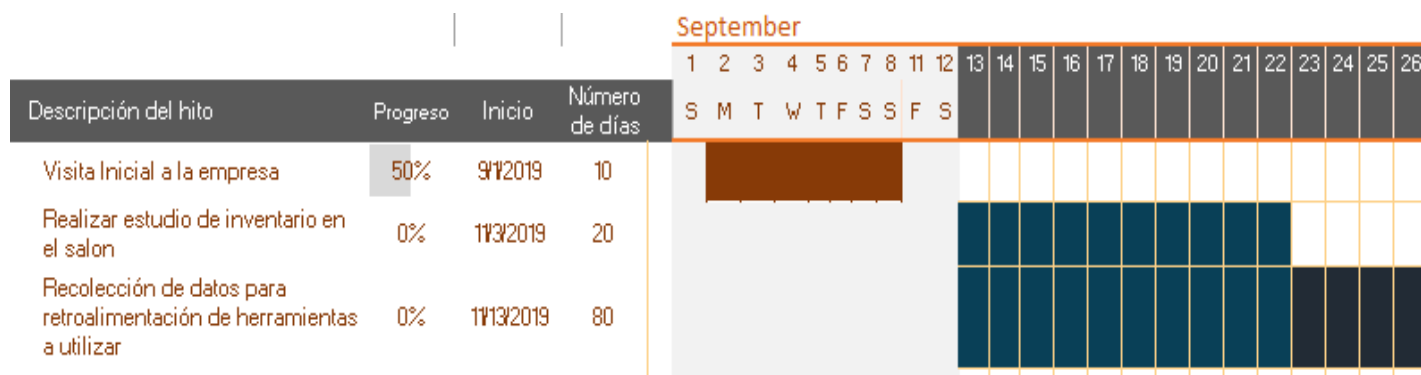 September
1 2 3 4 5 6 7 8 11 12 13 14 15 16 17 18 19 20 21 22 23 24 25 26
Descripción del hito Progreso Inicio Número
de días
S M T W T F S S F S
Visita Inicial a la empresa 50% 9/1/2019 10
Realizar estudio de inventario en
el salon 0% 11/3/2019 20
Recolección de datos para
retroalimentación de herramientas 0% 11/13/2019 80
a utilizar